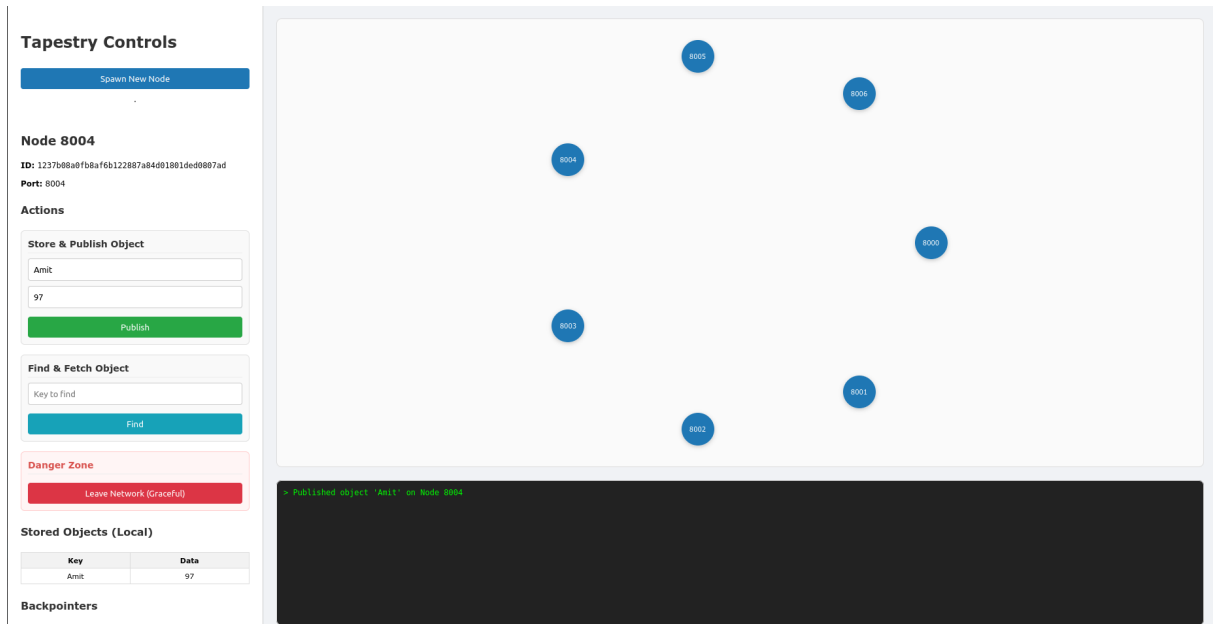 Tapestry Controls
Spawn New Node
Node 8004
ID: 1237b08a0fb8af6b122887a84d01801ded0807ad
Port: 8004
Actions
Store & Publish Object
Amit
97
Publish
Find & Fetch Object
Key to find
Find
Danger Zone
Leave Network (Graceful)
Stored Objects (Local)
Key Data
Amit 97
Backpointers
8005
8006
8004
8000
8003
8001
8002
> Published object 'Amit' on Node 8004